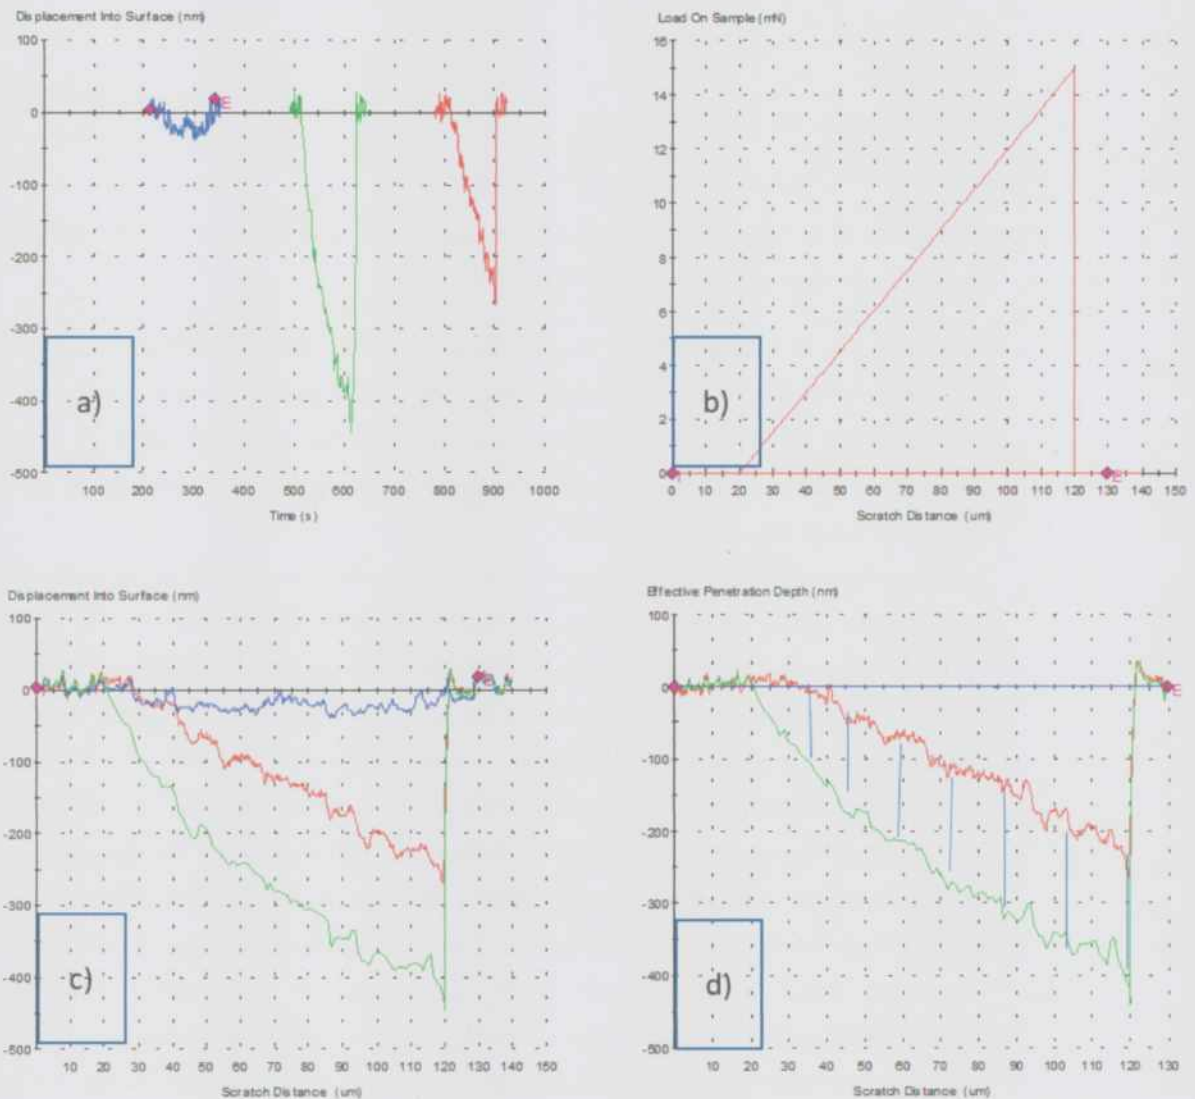 Displacement Into Surface (nm)
100
0
-100
-200
-300
-400
-500
E
a)
100 200 300 400 500 600 700 800 900 1000
Time (s)
Load On Sample (mN)
16
14
12
10
8
6
4
2
0
b)
E
0 10 20 30 40 50 60 70 80 90 100 110 120 130 140 150
Scratch Distance (um)
Displacement Into Surface (nm)
100
0
-100
-200
-300
-400
-500
c)
10 20 30 40 50 60 70 80 90 100 110 120 130 140 150
Scratch Distance (um)
Effective Penetration Depth (nm)
100
0
-100
-200
-300
-400
-500
E
d)
10 20 30 40 50 60 70 80 90 100 110 120 130
Scratch Distance (um)